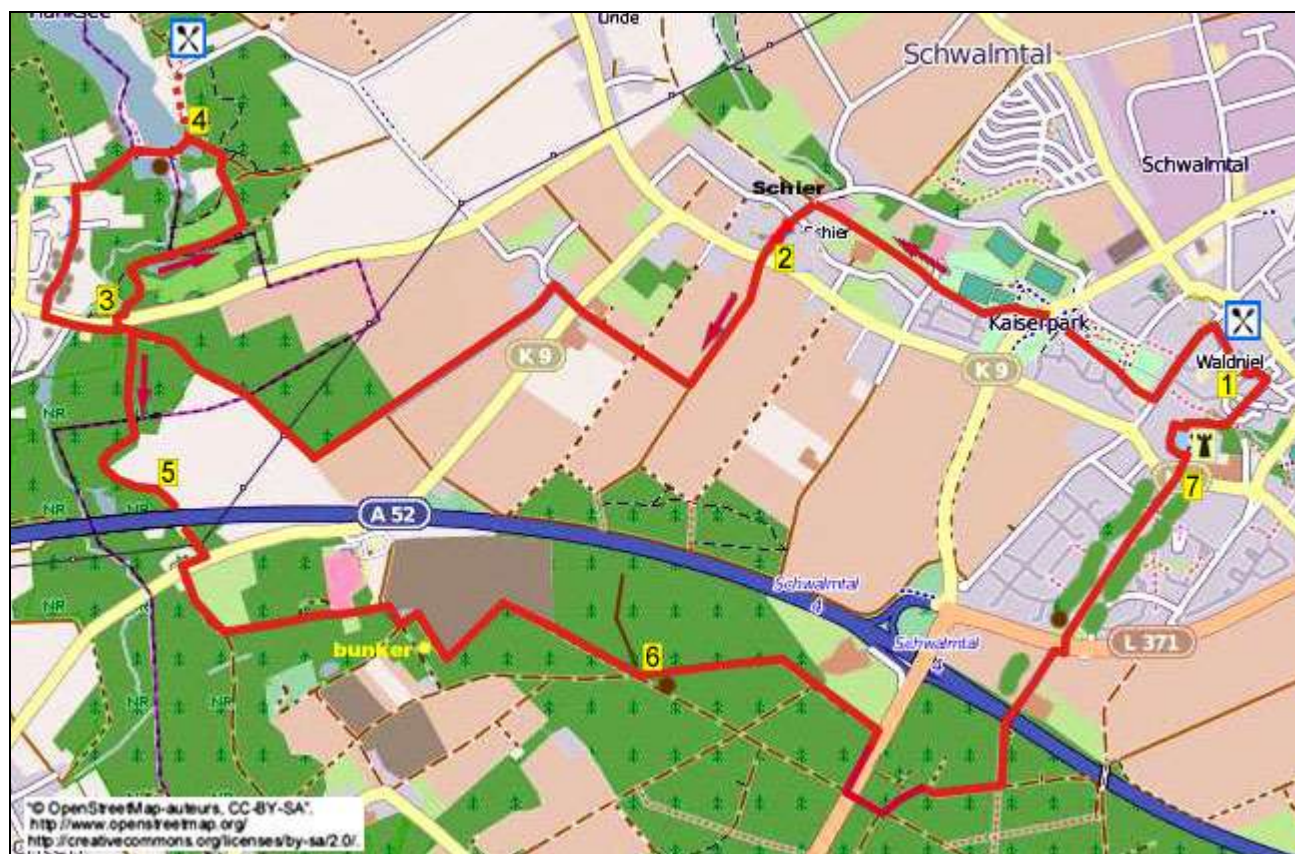 Schwalmtal
4
Schier
Schwalmtal
Schier
2
3
Kaiserpark
Waldniel
K 9
K 9
1
5
7
A 52
Schwalmtal
4
Schwalmtal
4
L 371
bunker
6
"© OpenStreetMap-auteurs, CC-BY-SA",
http://www.openstreetmap.org/
http://creativecommons.org/licenses/by-sa/2.0/.
NR
NR
NR
NR
NR